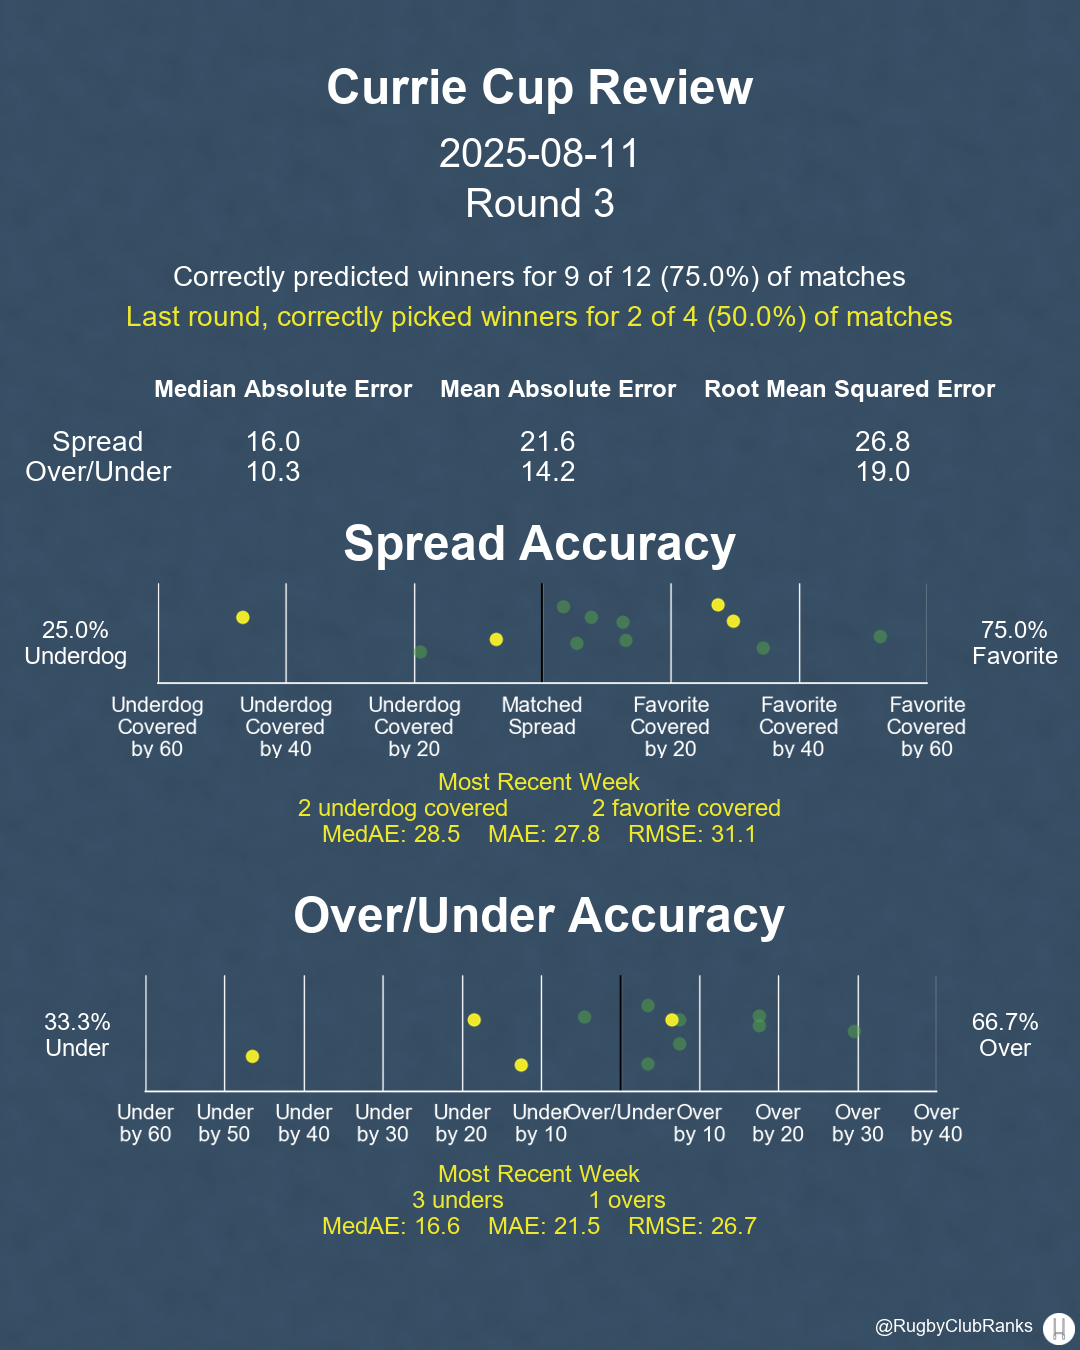 Currie Cup Review
2025-08-11
Round 3
Correctly predicted winners for 9 of 12 (75.0%) of matches
Last round, correctly picked winners for 2 of 4 (50.0%) of matches
Median Absolute Error Mean Absolute Error Root Mean Squared Error
Spread 16.0 21.6 26.8
Over/Under 10.3 14.2 19.0
Spread Accuracy
25.0% 75.0%
Underdog Favorite
Underdog Underdog Underdog Matched Favorite Favorite Favorite
Covered Covered Covered Spread Covered Covered Covered
by 60 by 40 by 20 by 20 by 40 by 60
Most Recent Week
2 underdog covered 2 favorite covered
MedAE: 28.5 MAE: 27.8 RMSE: 31.1
Over/Under Accuracy
33.3% 66.7%
Under Over
Under Under Under Under Under Under Over/Under Over Over Over Over
by 60 by 50 by 40 by 30 by 20 by 10 by 10 by 20 by 30 by 40
Most Recent Week
3 unders 1 overs
MedAE: 16.6 MAE: 21.5 RMSE: 26.7
@RugbyClubRanks